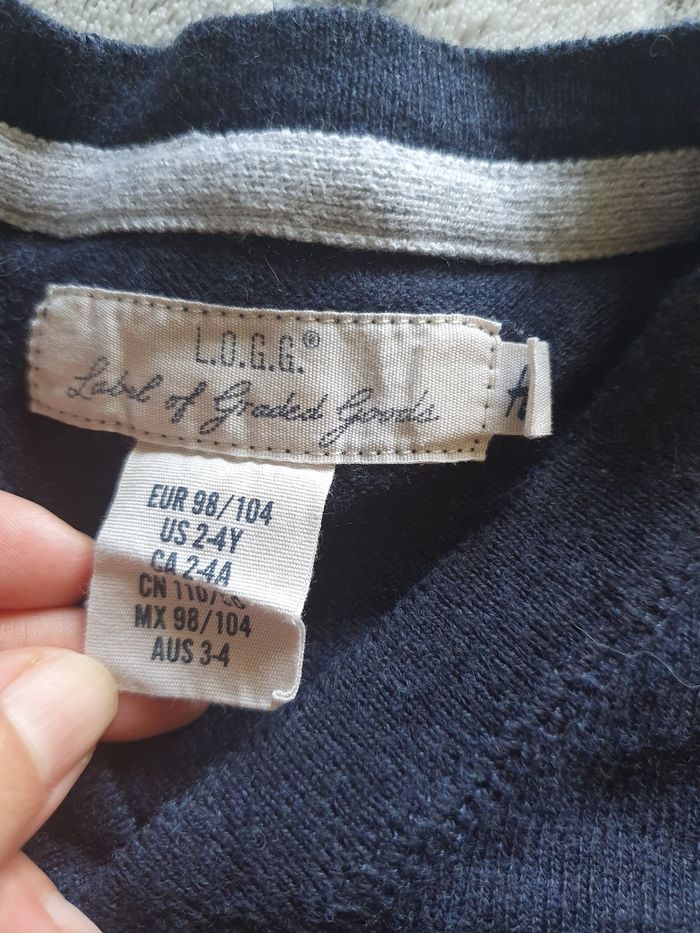 L.O.G.G.®
Label of Graded Goods
EUR 98/104
US 2-4Y
CA 2-4A
CN
MX 98/104
AUS 3-4